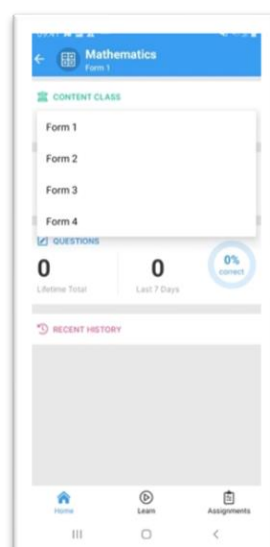 Mathematics
Form 1
CONTENT CLASS
Form 1
Form 2
Form 3
Form 4
QUESTIONS
0
Lifetime Total
0
Last 7 Days
0%
correct
RECENT HISTORY
Home
Learn
Assignments